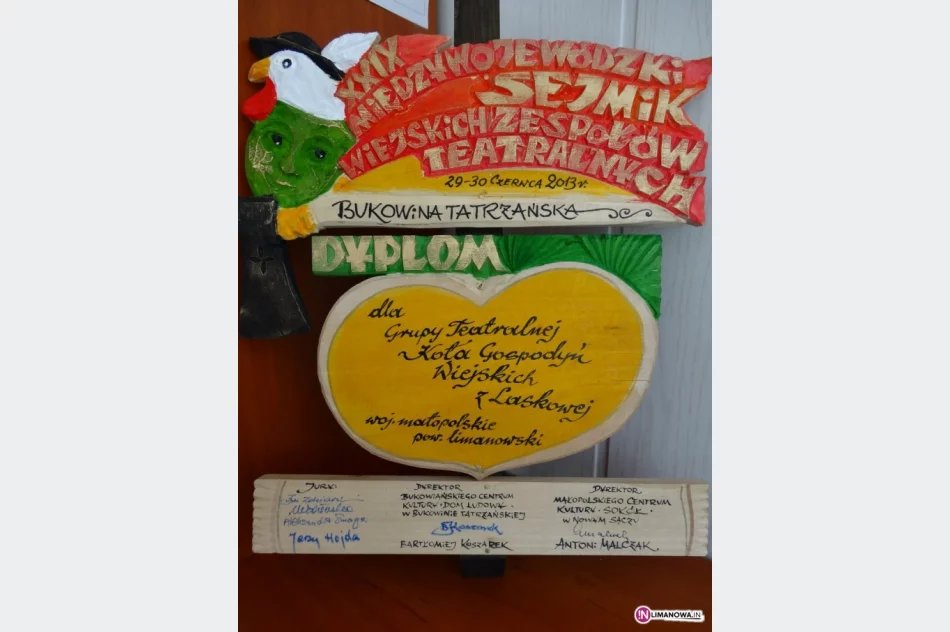 XXIX
MIĘDZYWOJEWÓDZKI
SEJMIK
WIEJSKICH ZESPOŁÓW
TEATRALNYCH
29-30 CZERWCA 2013 r.
BUKOWINA TATRZAŃSKA
DYPLOM
dla
Grupy Teatralnej
Koła Gospodyń
Wiejskich
z Laskowej
woj. małopolskie
pow. limanowski
JURY:
Jerzy Hojda
DYREKTOR
BUKOWIAŃSKIEGO CENTRUM
KULTURY · DOM LUDOWY ·
W BUKOWINIE TATRZAŃSKIEJ
BARTŁOMIEJ KOSZAREK
DYREKTOR
MAŁOPOLSKIEGO CENTRUM
KULTURY · SOKÓŁ ·
W NOWYM SĄCZU
ANTONI MALCZAK
LIMANOWA.IN